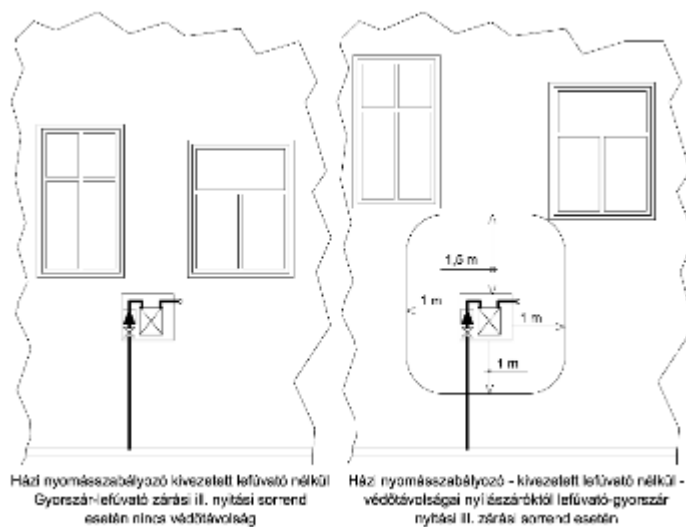 1,5 m
1 m
1 m
1 m
Házi nyomásszabályozó kivezetett lefúvató nélkül
Gyorszár-lefúvató zárási ill. nyitási sorrend
esetén nincs védőtávolság
Házi nyomásszabályozó - kivezetett lefúvató nélkül -
védőtávolságai nyílászáróktól lefúvató-gyorszár
nyitási ill. zárási sorrend esetén